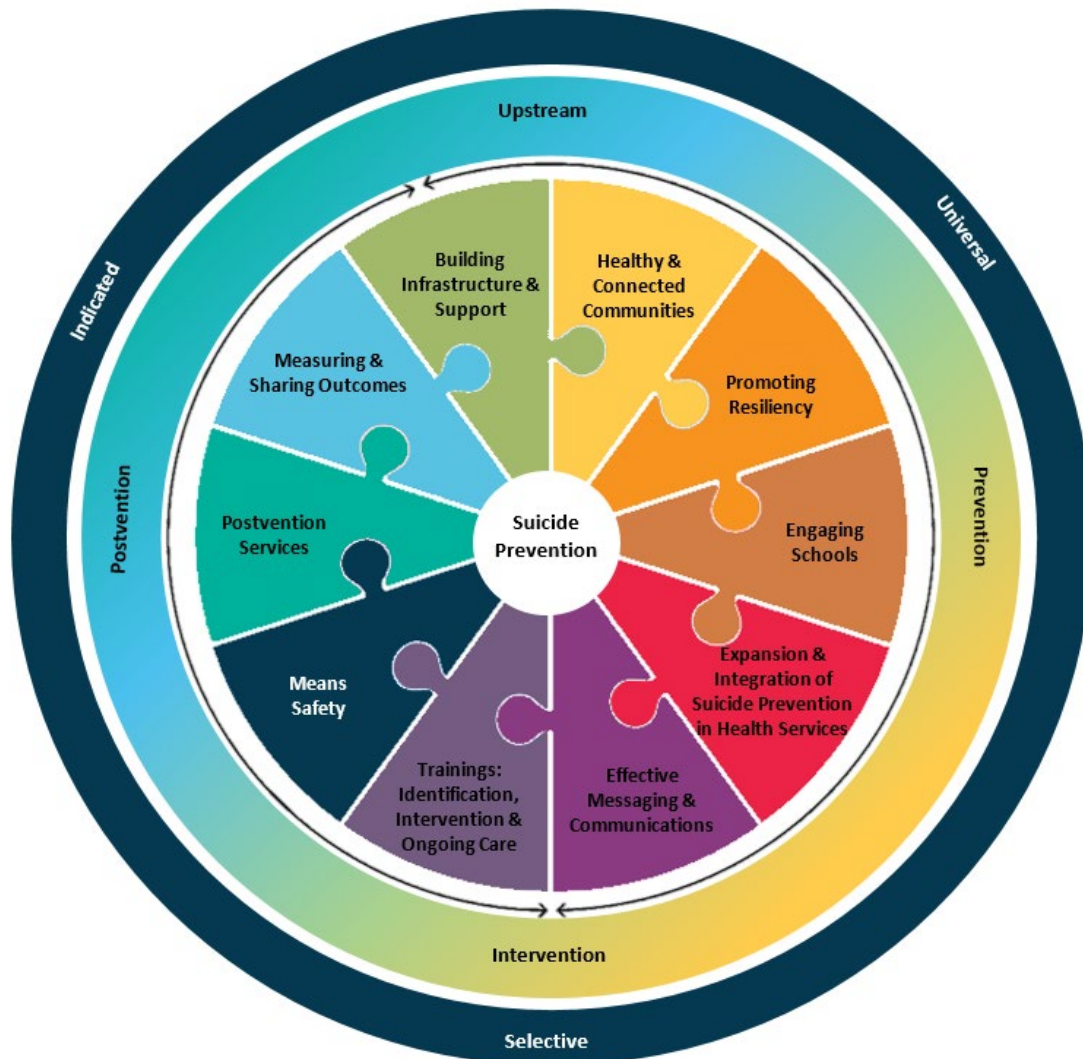 Upstream
Universal
Indicated
Building
Infrastructure &
Support
Healthy &
Connected
Communities
Measuring &
Sharing Outcomes
Promoting
Resiliency
Postvention
Prevention
Postvention
Services
Suicide
Prevention
Engaging
Schools
Means
Safety
Expansion &
Integration of
Suicide Prevention
in Health Services
Trainings:
Identification,
Intervention &
Ongoing Care
Effective
Messaging &
Communications
Intervention
Selective